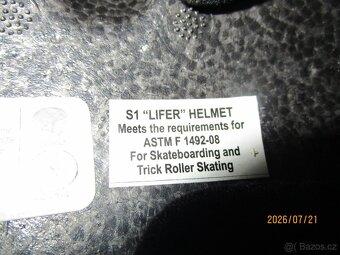 S1 "LIFER" HELMET
Meets the requirements for
ASTM F 1492-08
For Skateboarding and
Trick Roller Skating
2026/07/21
Bazos.cz